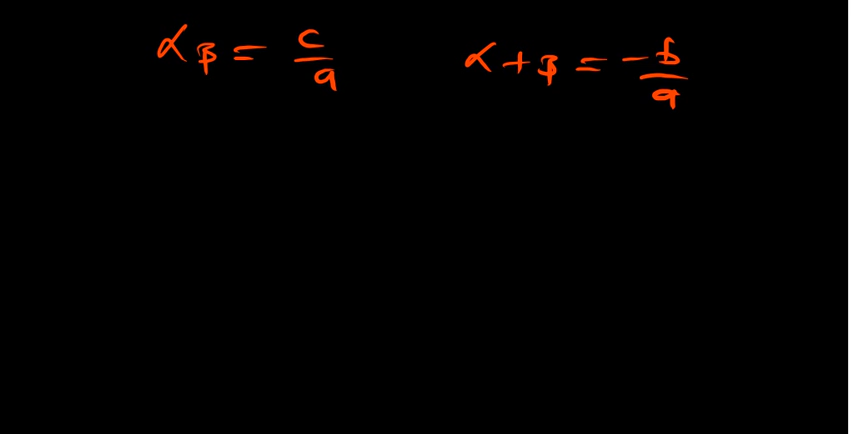 αβ = c/a α + β = -b/a